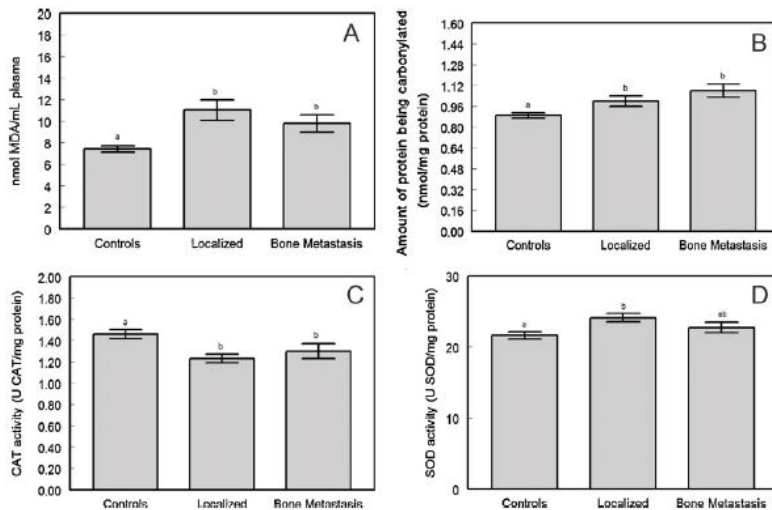 A
nmol MDA/mL plasma
20
18
16
14
12
10
8
6
4
2
0
a
b
b
Controls
Localized
Bone Metastasis
B
Amount of protein being carbonylated
(nmol/mg protein)
1.60
1.44
1.28
1.12
0.96
0.80
0.64
0.48
0.32
0.16
0.00
a
b
b
Controls
Localized
Bone Metastasis
C
CAT activity (U CAT/mg protein)
2.00
1.80
1.60
1.40
1.20
1.00
0.80
0.60
0.40
0.20
0.00
a
b
b
Controls
Localized
Bone Metastasis
D
SOD activity (U SOD/mg protein)
30
20
10
0
a
b
ab
Controls
Localized
Bone Metastasis